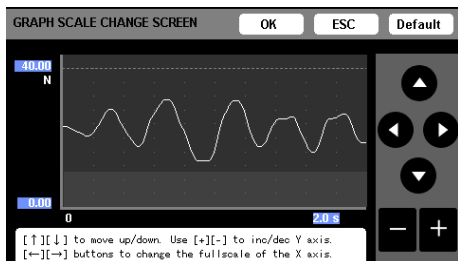 GRAPH SCALE CHANGE SCREEN OK ESC Default
40.00
N
0.00
0 2.0 s
- +
[↑][↓] to move up/down. Use [+][-] to inc/dec Y axis.
[←][→] buttons to change the fullscale of the X axis.